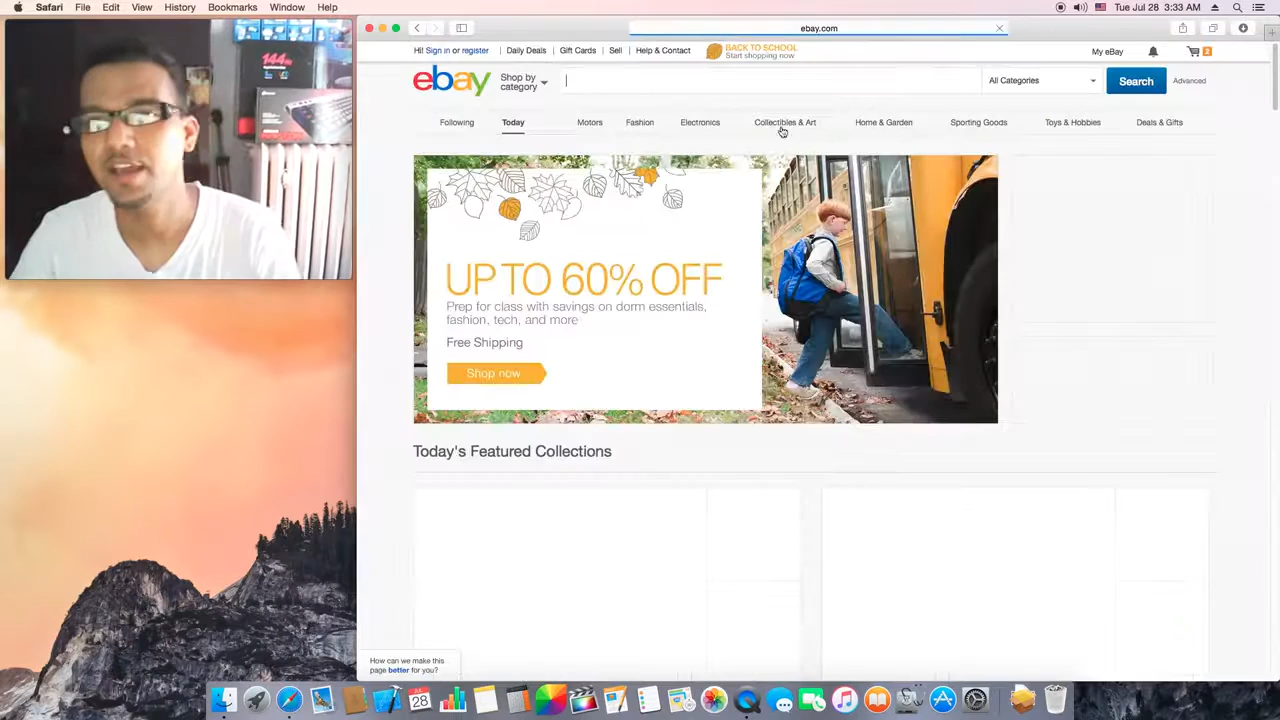 Safari File Edit View History Bookmarks Window Help
Tue Jul 28 3:33 AM
ebay.com
Hi! Sign in or register Daily Deals Gift Cards Sell Help & Contact
BACK TO SCHOOL
Start shopping now
My eBay
2
ebay
Shop by
category
All Categories
Search
Advanced
Following Today Motors Fashion Electronics Collectibles & Art Home & Garden Sporting Goods Toys & Hobbies Deals & Gifts
UP TO 60% OFF
Prep for class with savings on dorm essentials,
fashion, tech, and more
Free Shipping
Shop now
Today's Featured Collections
How can we make this
page better for you?
144
28